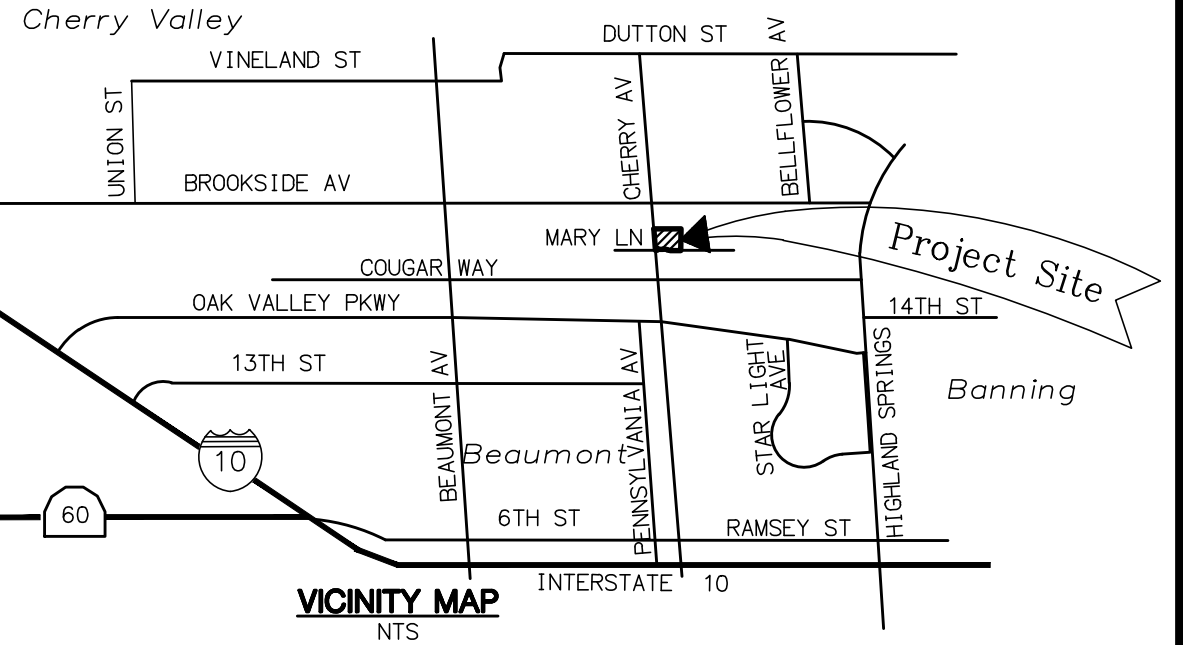 Cherry Valley
DUTTON ST
VINELAND ST
UNION ST
CHERRY AV
BELLFLOWER AV
BROOKSIDE AV
MARY LN
Project Site
COUGAR WAY
OAK VALLEY PKWY
14TH ST
13TH ST
BEAUMONT AV
PENNSYLVANIA AV
STAR LIGHT
AVE
HIGHLAND SPRINGS
Banning
Beaumont
10
60
6TH ST
RAMSEY ST
INTERSTATE 10
VICINITY MAP
NTS